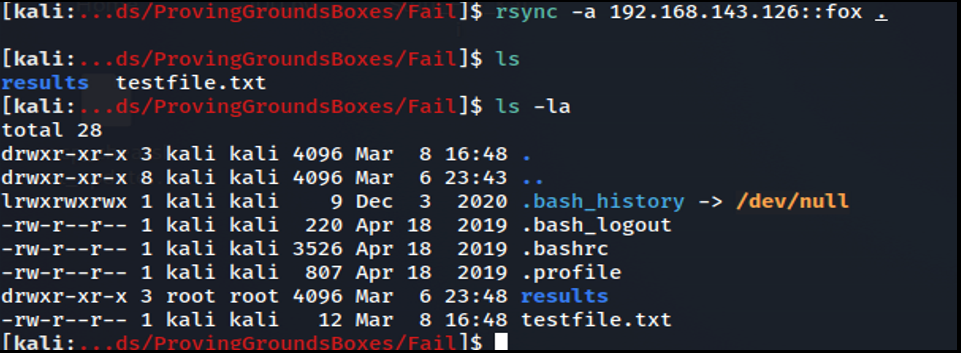 [kali:...ds/ProvingGroundsBoxes/Fail]$ rsync -a 192.168.143.126::fox .
[kali:...ds/ProvingGroundsBoxes/Fail]$ ls
results testfile.txt
[kali:...ds/ProvingGroundsBoxes/Fail]$ ls -la
total 28
drwxr-xr-x 3 kali kali 4096 Mar 8 16:48 .
drwxr-xr-x 8 kali kali 4096 Mar 6 23:43 ..
lrwxrwxrwx 1 kali kali 9 Dec 3 2020 .bash_history -> /dev/null
-rw-r--r-- 1 kali kali 220 Apr 18 2019 .bash_logout
-rw-r--r-- 1 kali kali 3526 Apr 18 2019 .bashrc
-rw-r--r-- 1 kali kali 807 Apr 18 2019 .profile
drwxr-xr-x 3 root root 4096 Mar 6 23:48 results
-rw-r--r-- 1 kali kali 12 Mar 8 16:48 testfile.txt
[kali:...ds/ProvingGroundsBoxes/Fail]$